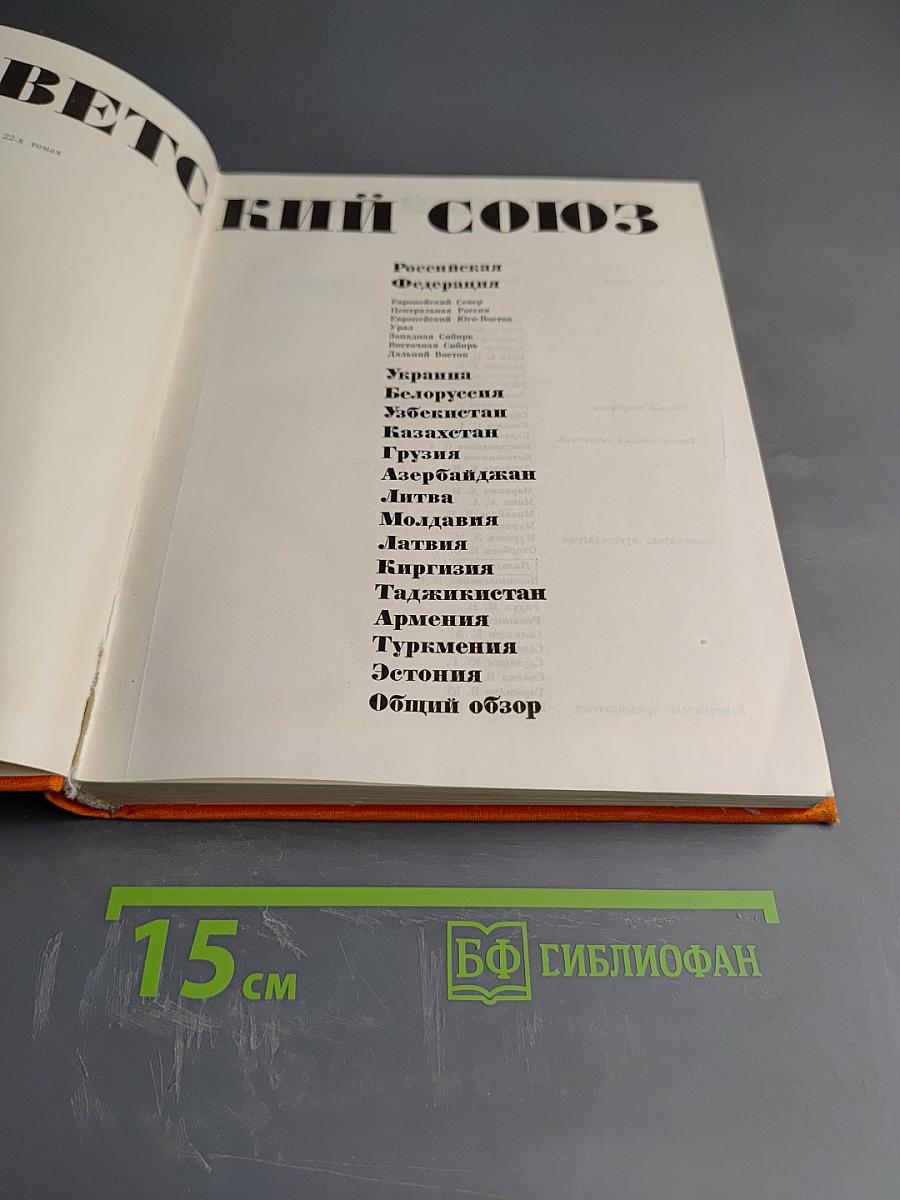 ВЕТСКИЙ СОЮЗ
22-х томах
Российская
Федерация
Европейский Север
Центральная Россия
Европейский Юго-Восток
Урал
Западная Сибирь
Восточная Сибирь
Дальний Восток
Украина
Белоруссия
Узбекистан
Казахстан
Грузия
Азербайджан
Литва
Молдавия
Латвия
Киргизия
Таджикистан
Армения
Туркмения
Эстония
Общий обзор
15 см
БФ БИБЛИОФАН